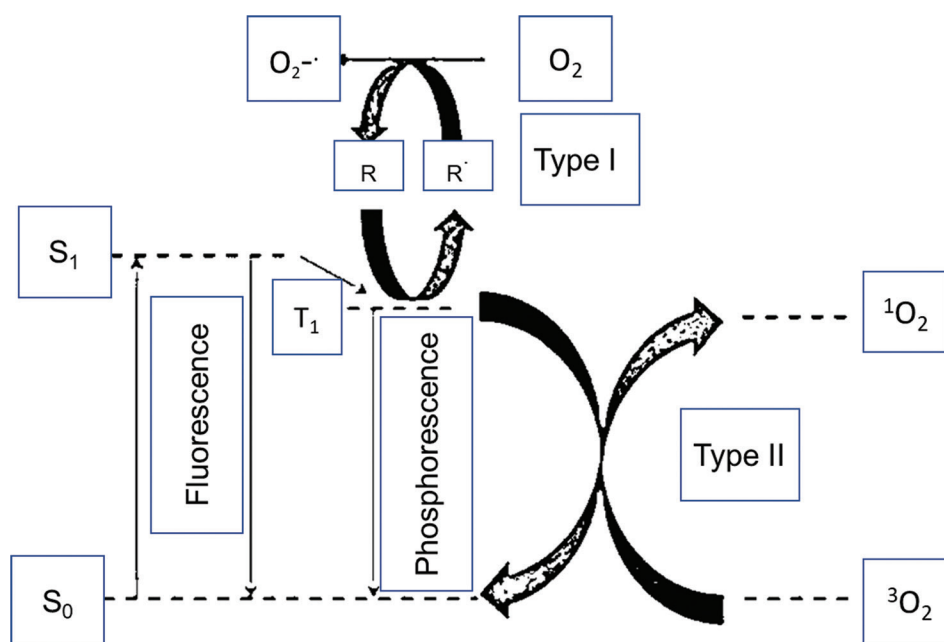 O₂-· O₂
R R· Type I
S₁
T₁ ¹O₂
Fluorescence
Phosphorescence
Type II
S₀ ³O₂